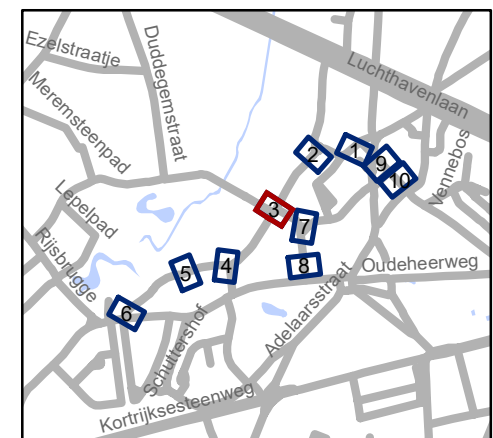 Ezelstraatje
Duddegemstraat
Luchthavenlaan
Meremsteenpad
Vennebos
1
2
9
10
Lepelpad
3
7
Rijsbrugge
4
5
8
Oudeheerweg
6
Schuttershof
Adelaarsstraat
Kortrijksesteenweg